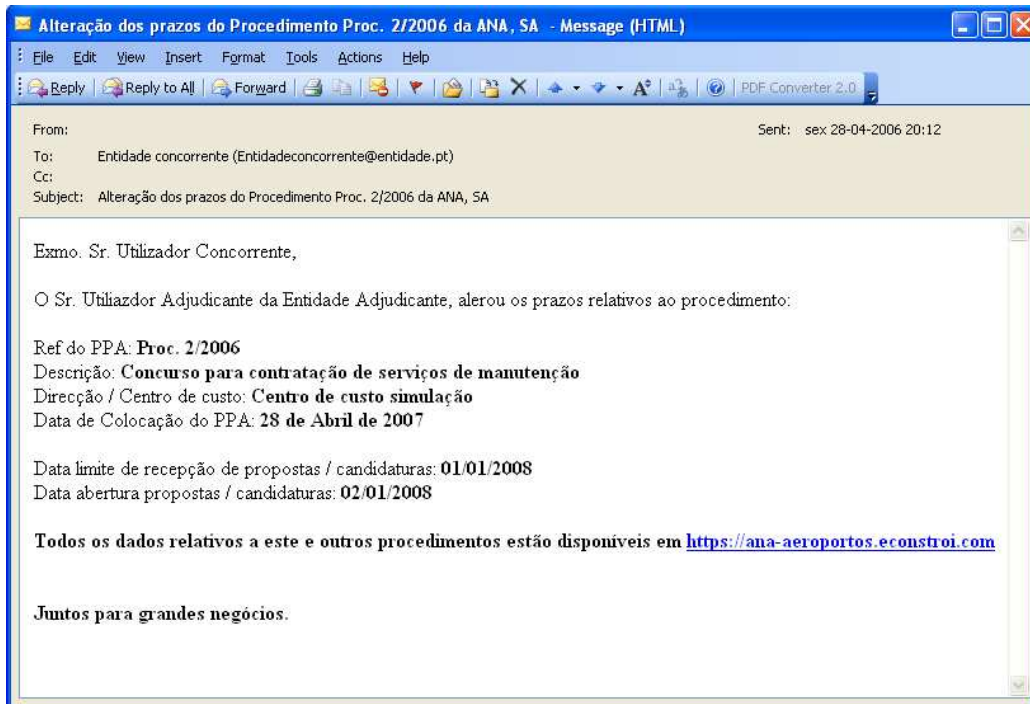 Alteração dos prazos do Procedimento Proc. 2/2006 da ANA, SA - Message (HTML)
File Edit View Insert Format Tools Actions Help
Reply Reply to All Forward PDF Converter 2.0
From: Sent: sex 28-04-2006 20:12
To: Entidade concorrente (Entidadeconcorrente@entidade.pt)
Cc:
Subject: Alteração dos prazos do Procedimento Proc. 2/2006 da ANA, SA
Exmo. Sr. Utilizador Concorrente,
O Sr. Utiliazdor Adjudicante da Entidade Adjudicante, alerou os prazos relativos ao procedimento:
Ref do PPA: Proc. 2/2006
Descrição: Concurso para contratação de serviços de manutenção
Direcção / Centro de custo: Centro de custo simulação
Data de Colocação do PPA: 28 de Abril de 2007
Data limite de recepção de propostas / candidaturas: 01/01/2008
Data abertura propostas / candidaturas: 02/01/2008
Todos os dados relativos a este e outros procedimentos estão disponíveis em https://ana-aeroportos.econstroi.com
Juntos para grandes negócios.